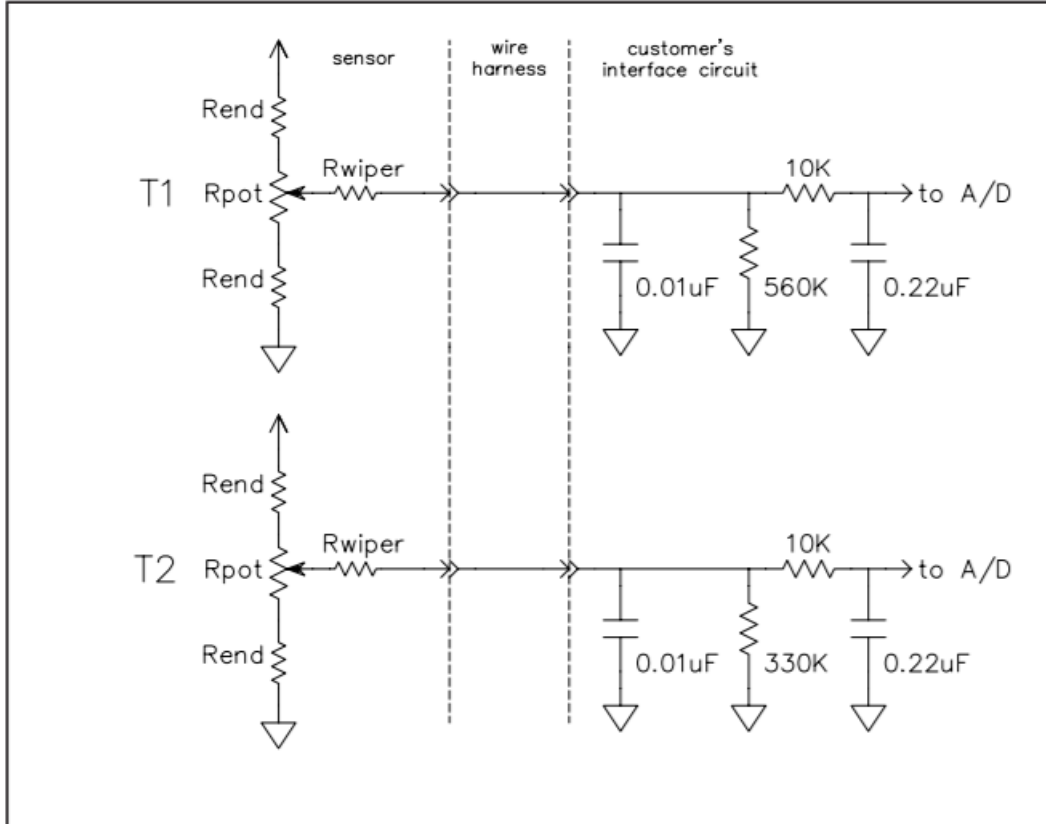 sensor
wire
harness
customer's
interface circuit
Rend
Rwiper
10K
T1 Rpot
to A/D
Rend
0.01uF
560K
0.22uF
Rend
Rwiper
10K
T2 Rpot
to A/D
Rend
0.01uF
330K
0.22uF